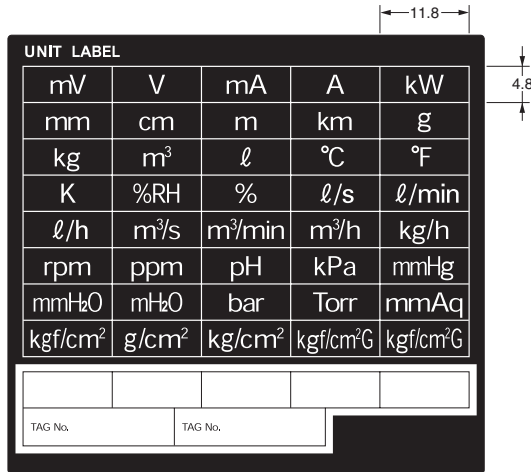 11.8
UNIT LABEL
4.8
mV V mA A kW
mm cm m km g
kg m³ ℓ °C °F
K %RH % ℓ/s ℓ/min
ℓ/h m³/s m³/min m³/h kg/h
rpm ppm pH kPa mmHg
mmH₂O mH₂O bar Torr mmAq
kgf/cm² g/cm² kg/cm² kgf/cm²G kgf/cm²G
TAG No. TAG No.